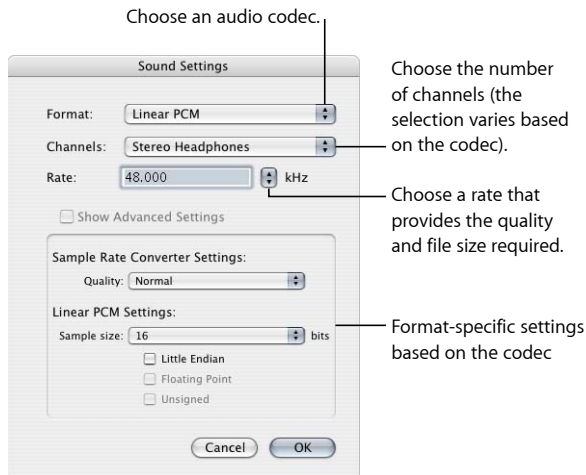 Choose an audio codec.
Sound Settings
Format: Linear PCM
Channels: Stereo Headphones
Rate: 48.000 kHz
Show Advanced Settings
Sample Rate Converter Settings:
Quality: Normal
Linear PCM Settings:
Sample size: 16 bits
Little Endian
Floating Point
Unsigned
Cancel OK
Choose the number
of channels (the
selection varies based
on the codec).
Choose a rate that
provides the quality
and file size required.
Format-specific settings
based on the codec